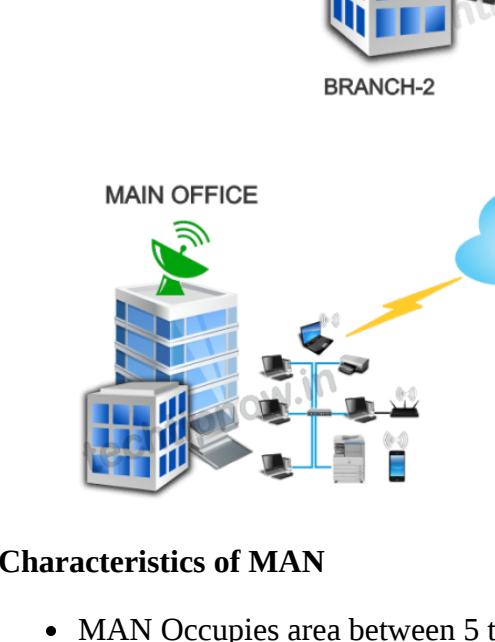 BRANCH-2
MAIN OFFICE
Characteristics of MAN
• MAN Occupies area between 5 t